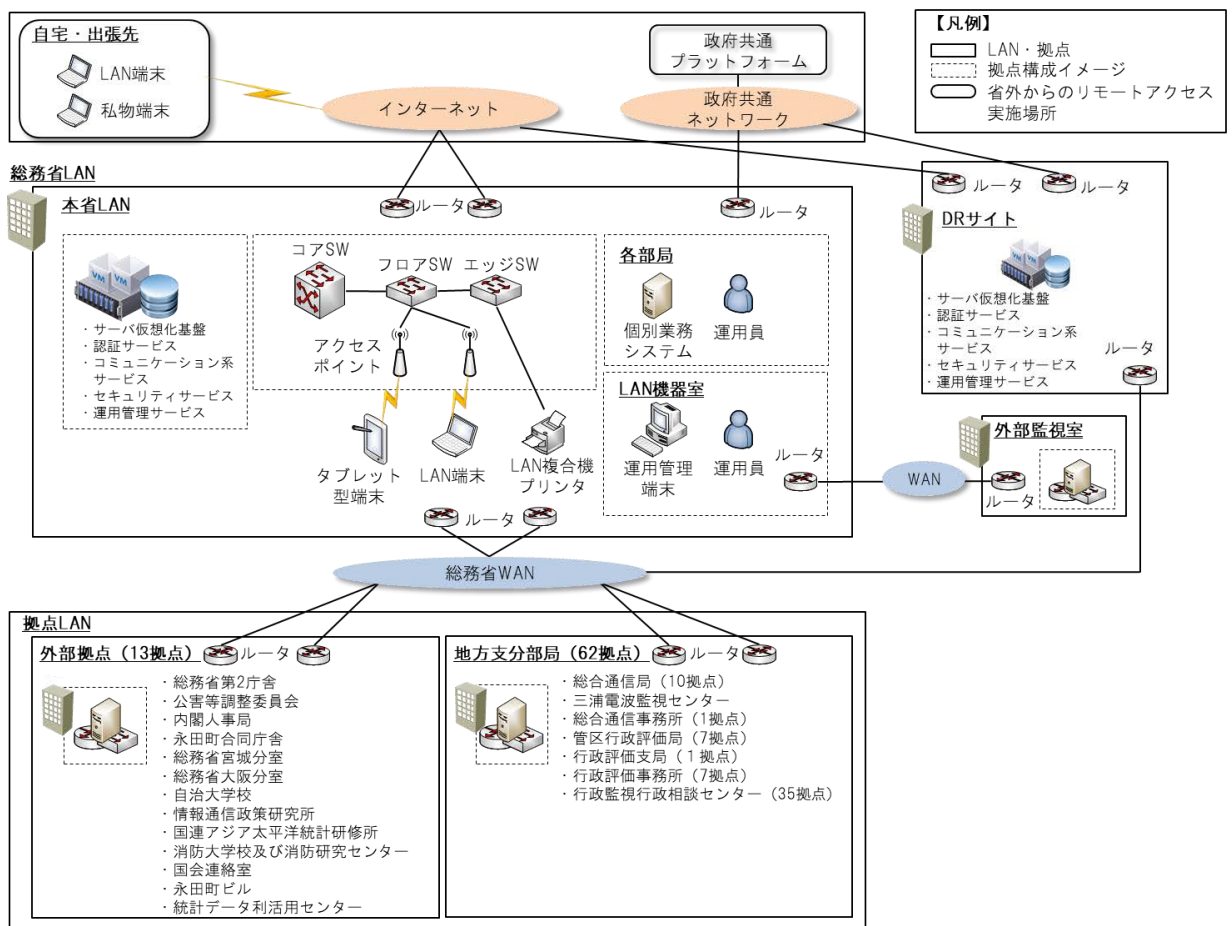 自宅・出張先
LAN端末
私物端末
インターネット
政府共通
プラットフォーム
政府共通
ネットワーク
【凡例】
LAN・拠点
拠点構成イメージ
省外からのリモートアクセス
実施場所
総務省LAN
本省LAN
ルータ
ルータ
VM
VM
・サーバ仮想化基盤
・認証サービス
・コミュニケーション系
サービス
・セキュリティサービス
・運用管理サービス
コアSW
フロアSW
エッジSW
アクセス
ポイント
タブレット
型端末
LAN端末
LAN複合機
プリンタ
各部局
個別業務
システム
運用員
LAN機器室
運用管理
端末
運用員
ルータ
ルータ
WAN
ルータ
ルータ
DRサイト
VM
VM
・サーバ仮想化基盤
・認証サービス
・コミュニケーション系
サービス
・セキュリティサービス
・運用管理サービス
ルータ
外部監視室
ルータ
総務省WAN
拠点LAN
外部拠点（13拠点）
ルータ
・総務省第2庁舎
・公害等調整委員会
・内閣人事局
・永田町合同庁舎
・総務省宮城分室
・総務省大阪分室
・自治大学校
・情報通信政策研究所
・国連アジア太平洋統計研修所
・消防大学校及び消防研究センター
・国会連絡室
・永田町ビル
・統計データ利活用センター
地方支分部局（62拠点）
ルータ
・総合通信局（10拠点）
・三浦電波監視センター
・総合通信事務所（1拠点）
・管区行政評価局（7拠点）
・行政評価支局（１拠点）
・行政評価事務所（7拠点）
・行政監視行政相談センター（35拠点）